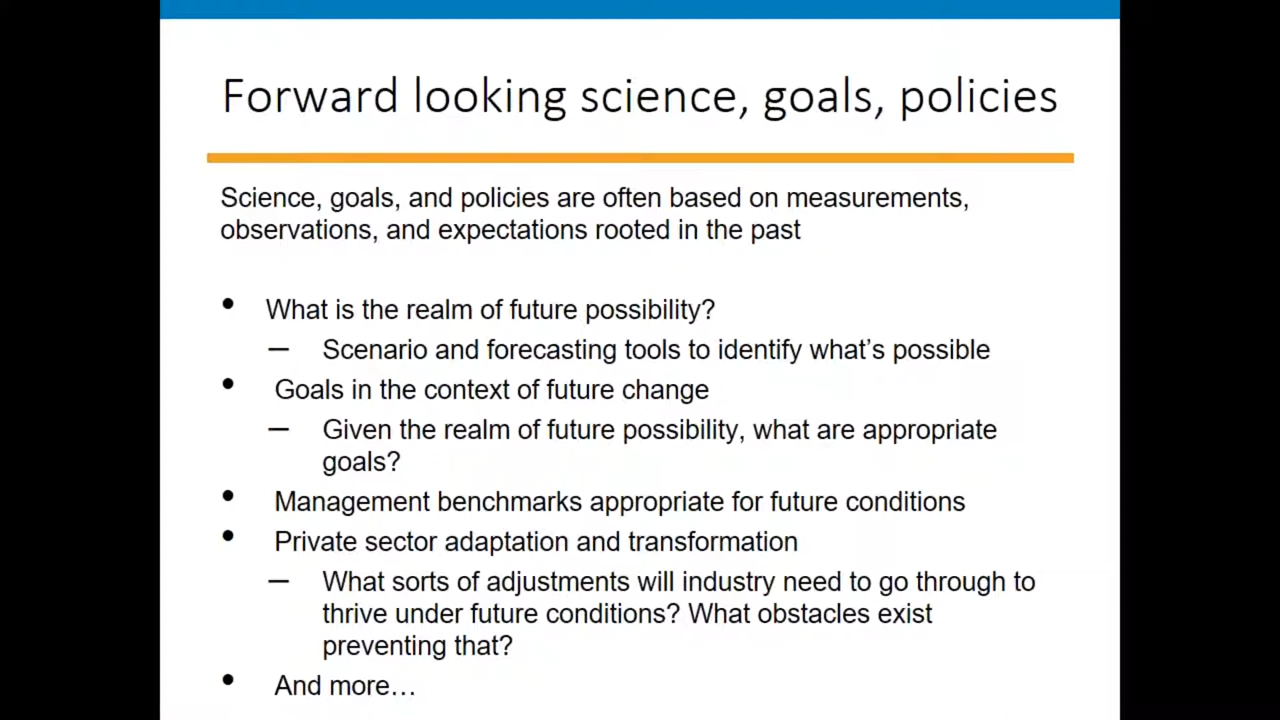 Forward looking science, goals, policies
Science, goals, and policies are often based on measurements,
observations, and expectations rooted in the past
• What is the realm of future possibility?
– Scenario and forecasting tools to identify what's possible
• Goals in the context of future change
– Given the realm of future possibility, what are appropriate
goals?
• Management benchmarks appropriate for future conditions
• Private sector adaptation and transformation
– What sorts of adjustments will industry need to go through to
thrive under future conditions? What obstacles exist
preventing that?
• And more…